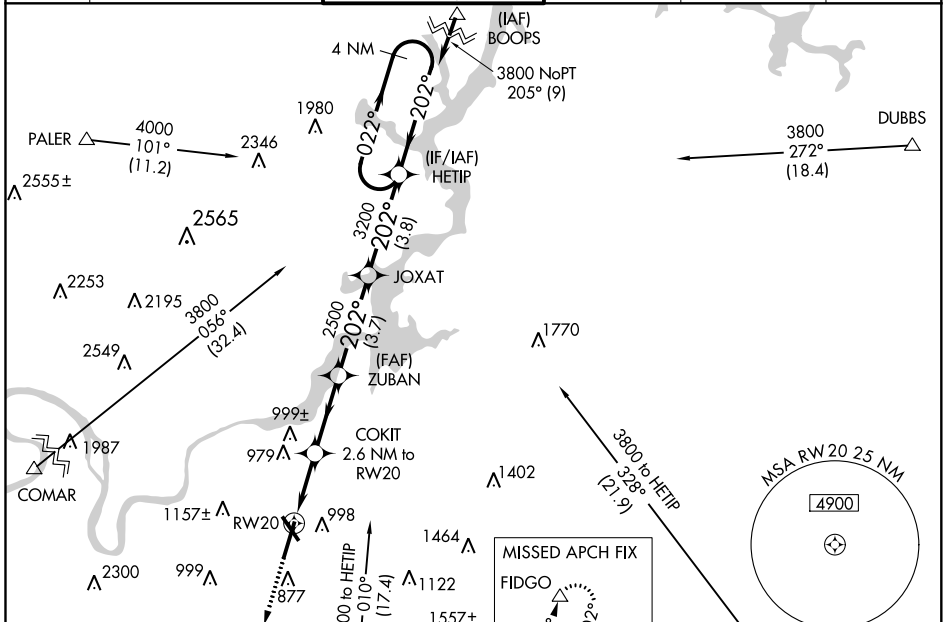 (IAF)
BOOPS
4 NM
3800 NoPT
205° (9)
202°
022°
1980
PALER
4000
101°
(11.2)
2346
(IF/IAF)
HETIP
DUBBS
3800
272°
(18.4)
2555±
2565
3200
202°
(3.8)
JOXAT
2253
2195
3800
056°
(32.4)
2500
202°
(3.7)
1770
2549
(FAF)
ZUBAN
999±
979
COKIT
2.6 NM to
RW20
1987
COMAR
1402
3800 to HETIP
328°
(21.9)
MSA RW20 25 NM
4900
1157±
RW20
998
1464
MISSED APCH FIX
FIDGO
2300
999
877
00 to HETIP
010°
(17.4)
1122
1557±